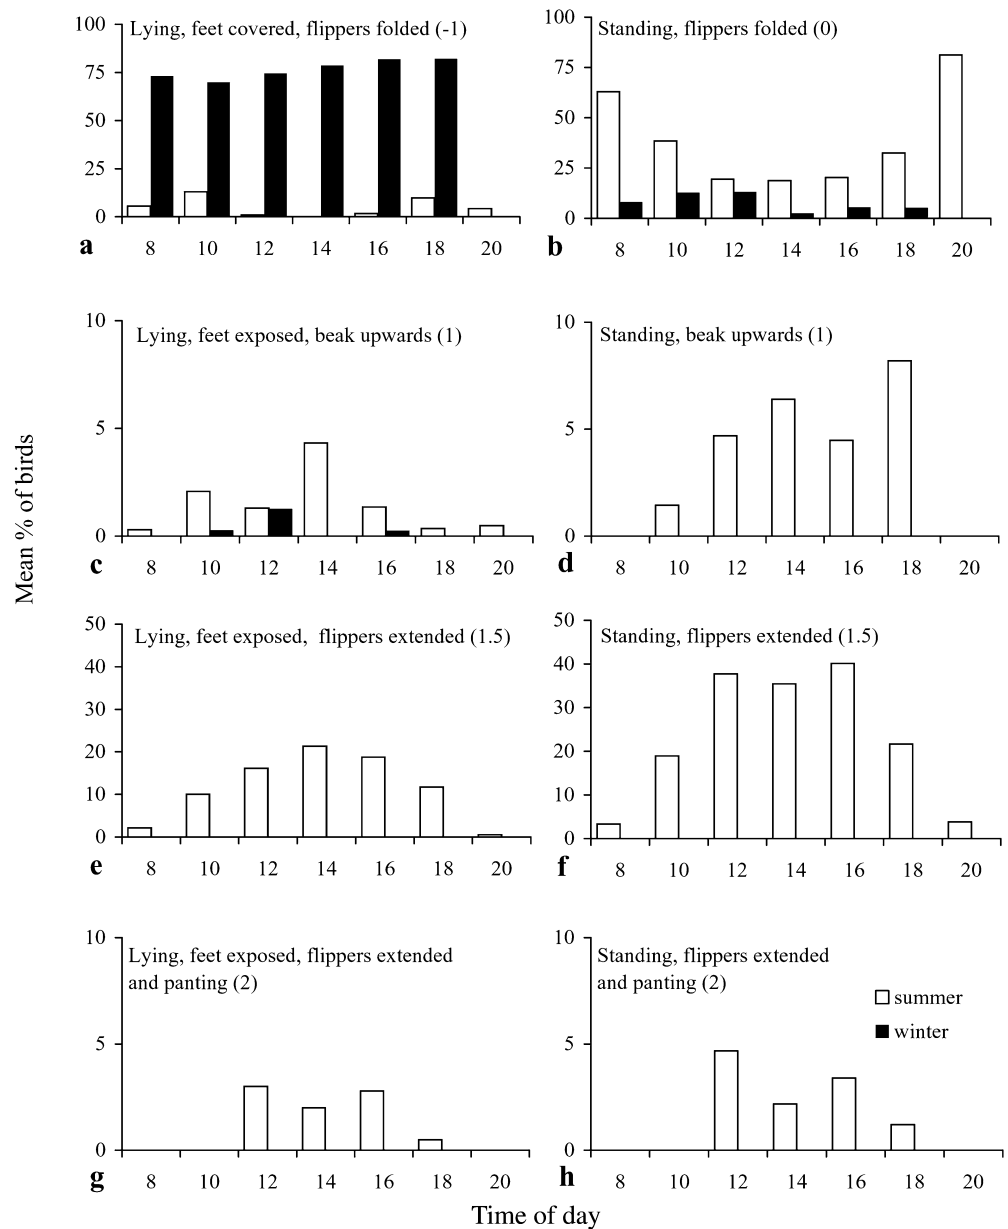 Lying, feet covered, flippers folded (-1)
100
75
50
25
0
a
8 10 12 14 16 18 20
Standing, flippers folded (0)
100
75
50
25
0
b
8 10 12 14 16 18 20
Lying, feet exposed, beak upwards (1)
10
5
0
c
8 10 12 14 16 18 20
Standing, beak upwards (1)
10
5
0
d
8 10 12 14 16 18 20
Mean % of birds
Lying, feet exposed, flippers extended (1.5)
50
40
30
20
10
0
e
8 10 12 14 16 18 20
Standing, flippers extended (1.5)
50
40
30
20
10
0
f
8 10 12 14 16 18 20
Lying, feet exposed, flippers extended
and panting (2)
10
5
0
g
8 10 12 14 16 18 20
Standing, flippers extended
and panting (2)
summer
winter
10
5
0
h
8 10 12 14 16 18 20
Time of day